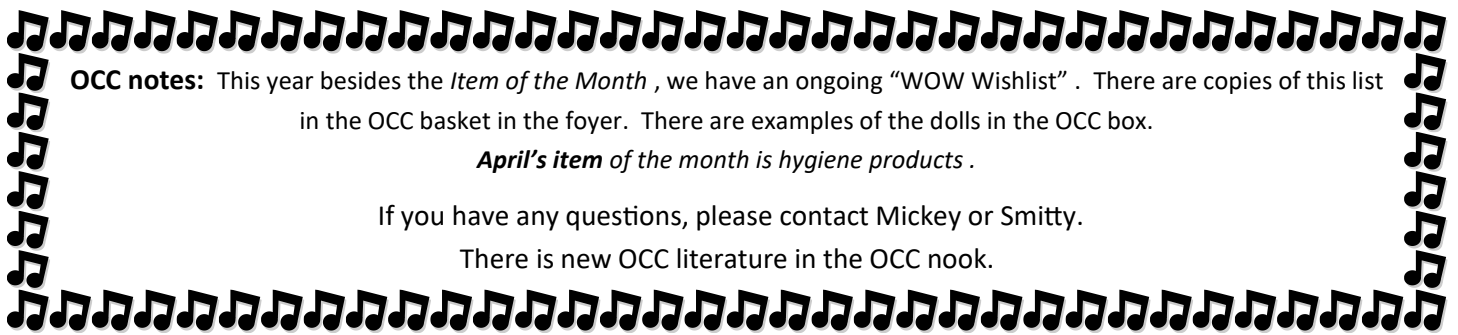 OCC notes: This year besides the Item of the Month , we have an ongoing “WOW Wishlist” . There are copies of this list
in the OCC basket in the foyer. There are examples of the dolls in the OCC box.
April’s item of the month is hygiene products .
If you have any questions, please contact Mickey or Smitty.
There is new OCC literature in the OCC nook.